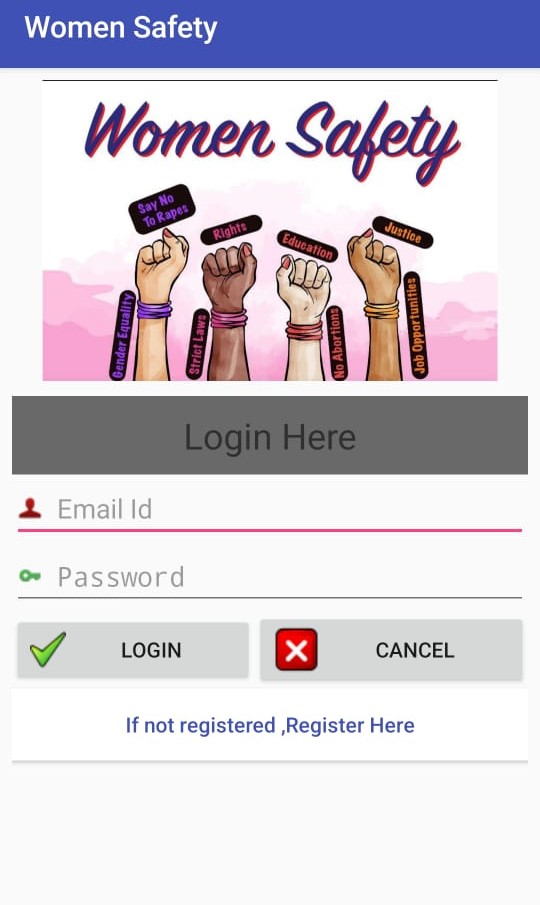 Women Safety
Women Safety
Say No
To Rapes
Rights
Education
Justice
Gender Equality
Strict Laws
No Abortions
Job Opportunities
Login Here
Email Id
Password
LOGIN
CANCEL
If not registered ,Register Here